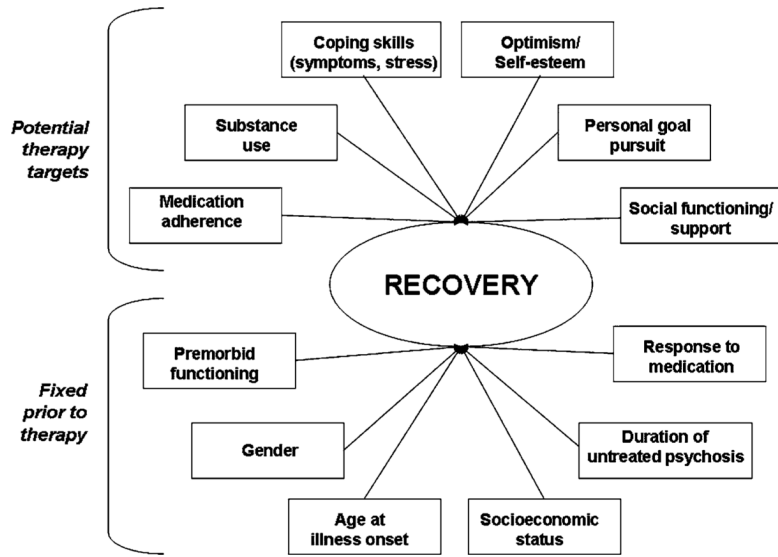 Coping skills
(symptoms, stress)
Optimism/
Self-esteem
Potential
therapy
targets
Substance
use
Personal goal
pursuit
Medication
adherence
Social functioning/
support
RECOVERY
Fixed
prior to
therapy
Premorbid
functioning
Response to
medication
Gender
Duration of
untreated psychosis
Age at
illness onset
Socioeconomic
status